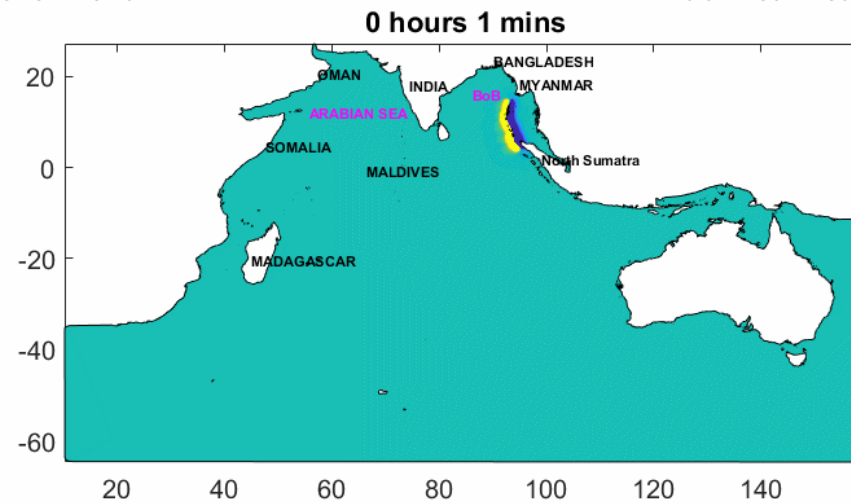 0 hours 1 mins
20
0
-20
-40
-60
OMAN
INDIA
BANGLADESH
MYANMAR
BoB
ARABIAN SEA
SOMALIA
MALDIVES
North Sumatra
MADAGASCAR
20
40
60
80
100
120
140